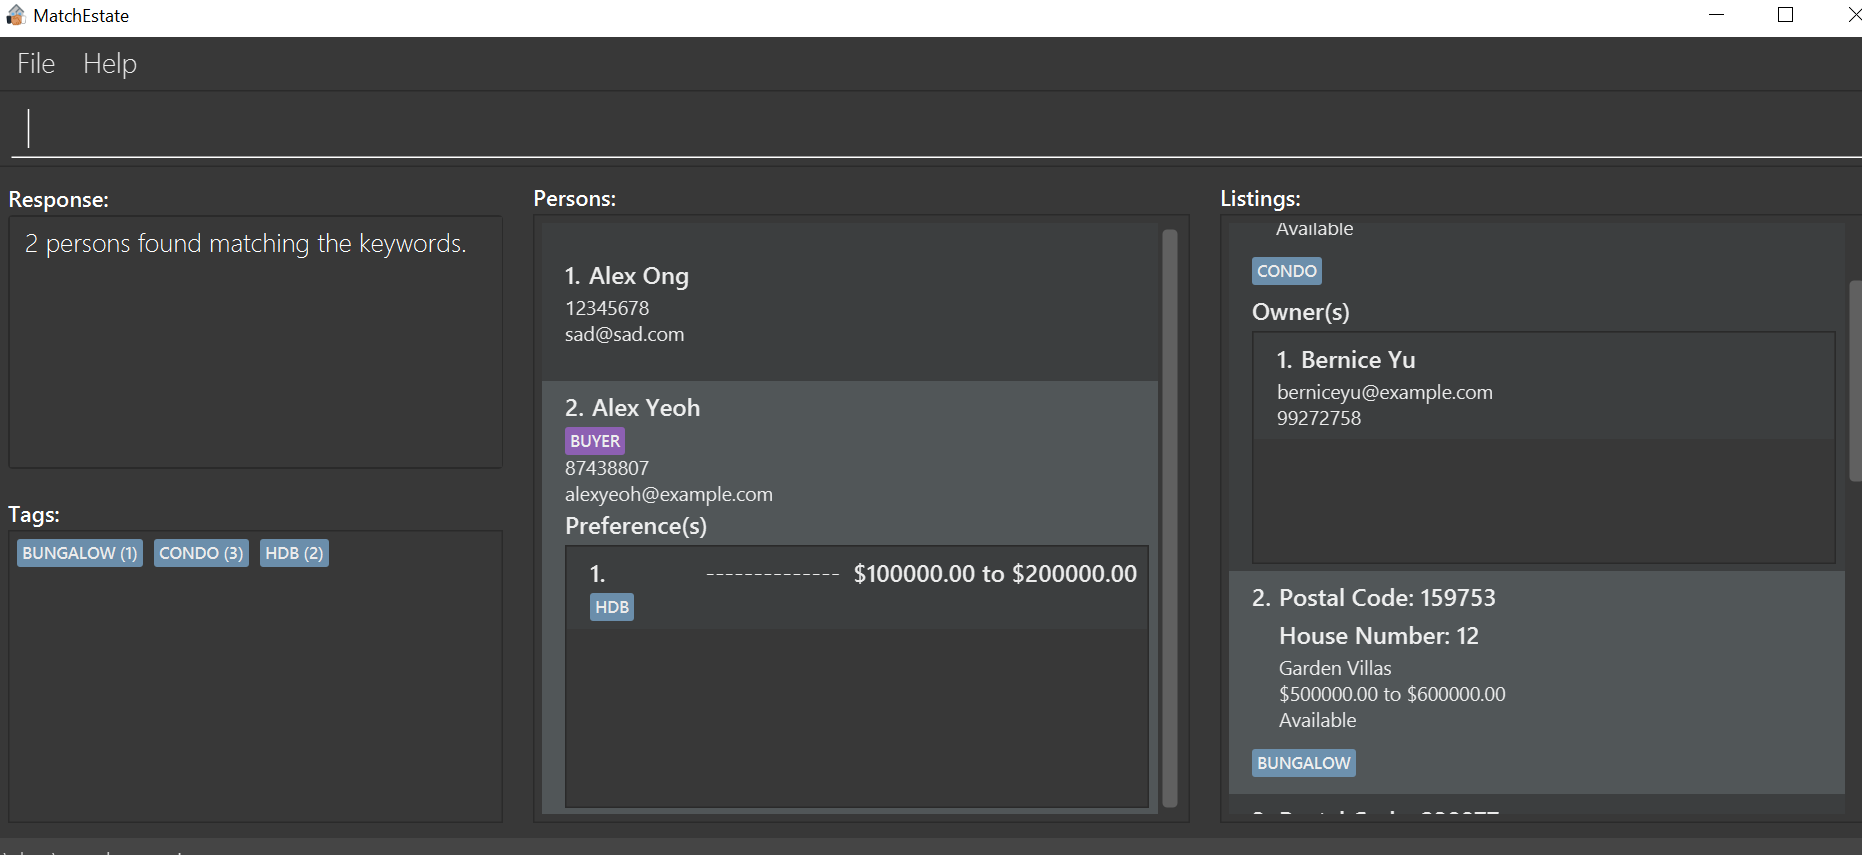 MatchEstate
File Help
Response:
2 persons found matching the keywords.
Tags:
BUNGALOW (1) CONDO (3) HDB (2)
Persons:
1. Alex Ong
12345678
sad@sad.com
2. Alex Yeoh
BUYER
87438807
alexyeoh@example.com
Preference(s)
1. -------------- $100000.00 to $200000.00
HDB
Listings:
Available
CONDO
Owner(s)
1. Bernice Yu
berniceyu@example.com
99272758
2. Postal Code: 159753
House Number: 12
Garden Villas
$500000.00 to $600000.00
Available
BUNGALOW